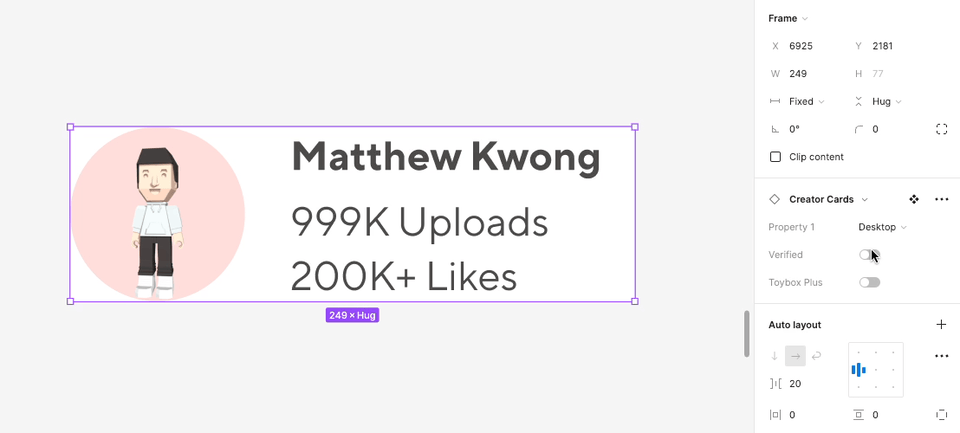 Matthew Kwong
999K Uploads
200K+ Likes
249 × Hug
Frame
X 6925 Y 2181
W 249 H 77
Fixed Hug
0° 0
Clip content
Creator Cards
Property 1 Desktop
Verified
Toybox Plus
Auto layout
20
0 0